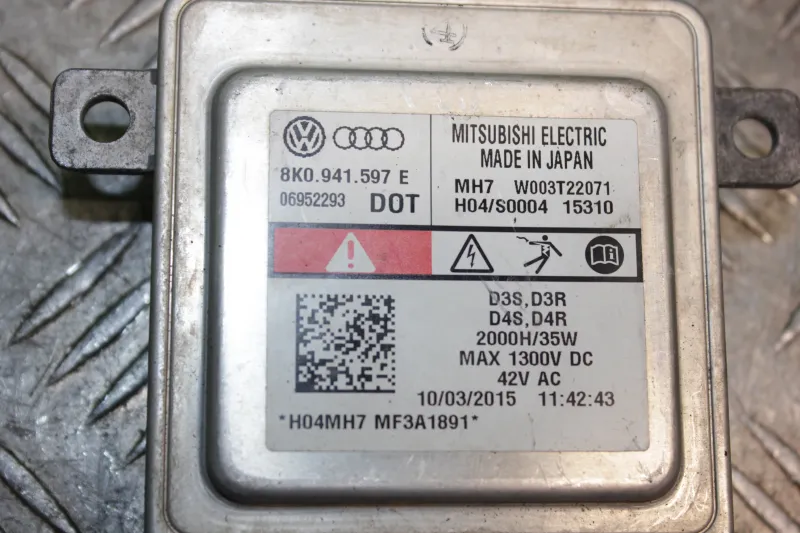 8K0.941.597 E
06952293 DOT
MITSUBISHI ELECTRIC
MADE IN JAPAN
MH7 W003T22071
H04/S0004 15310
D3S,D3R
D4S,D4R
2000H/35W
MAX 1300V DC
42V AC
10/03/2015 11:42:43
*H04MH7 MF3A1891*